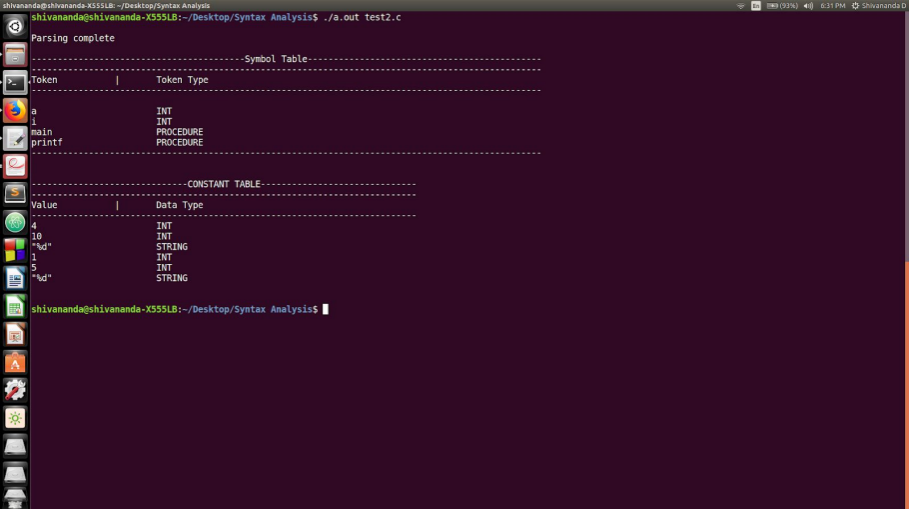 shivananda@shivananda-X555LB: ~/Desktop/Syntax Analysis
En (93%) 6:31 PM Shivananda D
shivananda@shivananda-X555LB:~/Desktop/Syntax Analysis$ ./a.out test2.c
Parsing complete
-----------------------------------------Symbol Table---------------------------------------------
--------------------------------------------------------------------------------------------------
Token | Token Type
--------------------------------------------------------------------------------------------------
a INT
i INT
main PROCEDURE
printf PROCEDURE
--------------------------------------------------------------------------------------------------
------------------------------CONSTANT TABLE------------------------------
--------------------------------------------------------------------------
Value | Data Type
--------------------------------------------------------------------------
4 INT
10 INT
"%d" STRING
1 INT
5 INT
"%d" STRING
shivananda@shivananda-X555LB:~/Desktop/Syntax Analysis$